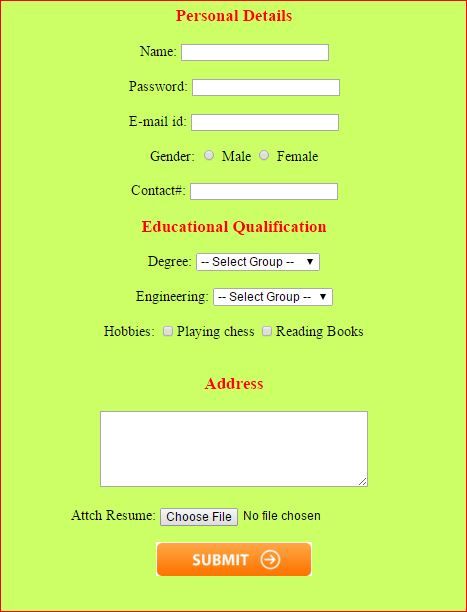 Personal Details
Name:
Password:
E-mail id:
Gender: Male Female
Contact#:
Educational Qualification
Degree: -- Select Group --
Engineering: -- Select Group --
Hobbies: Playing chess Reading Books
Address
Attch Resume: Choose File No file chosen
SUBMIT